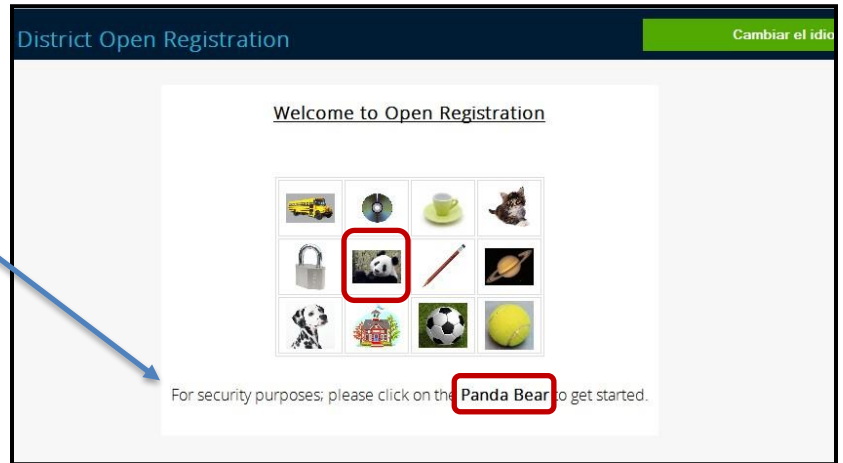 District Open Registration
Cambiar el idio
Welcome to Open Registration
For security purposes; please click on the Panda Bear to get started.